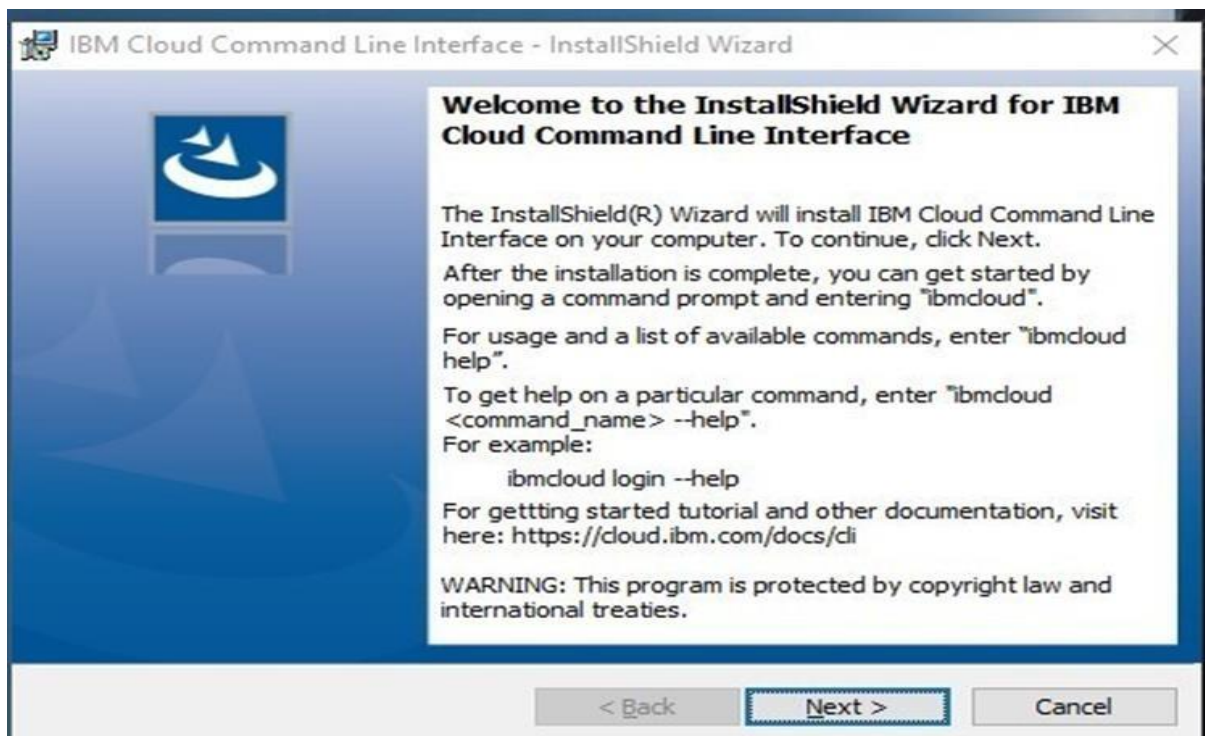 IBM Cloud Command Line Interface - InstallShield Wizard
Welcome to the InstallShield Wizard for IBM
Cloud Command Line Interface
The InstallShield(R) Wizard will install IBM Cloud Command Line
Interface on your computer. To continue, click Next.
After the installation is complete, you can get started by
opening a command prompt and entering "ibmcloud".
For usage and a list of available commands, enter "ibmcloud
help".
To get help on a particular command, enter "ibmcloud
<command_name> --help".
For example:
ibmcloud login --help
For gettting started tutorial and other documentation, visit
here: https://cloud.ibm.com/docs/cli
WARNING: This program is protected by copyright law and
international treaties.
< Back Next > Cancel